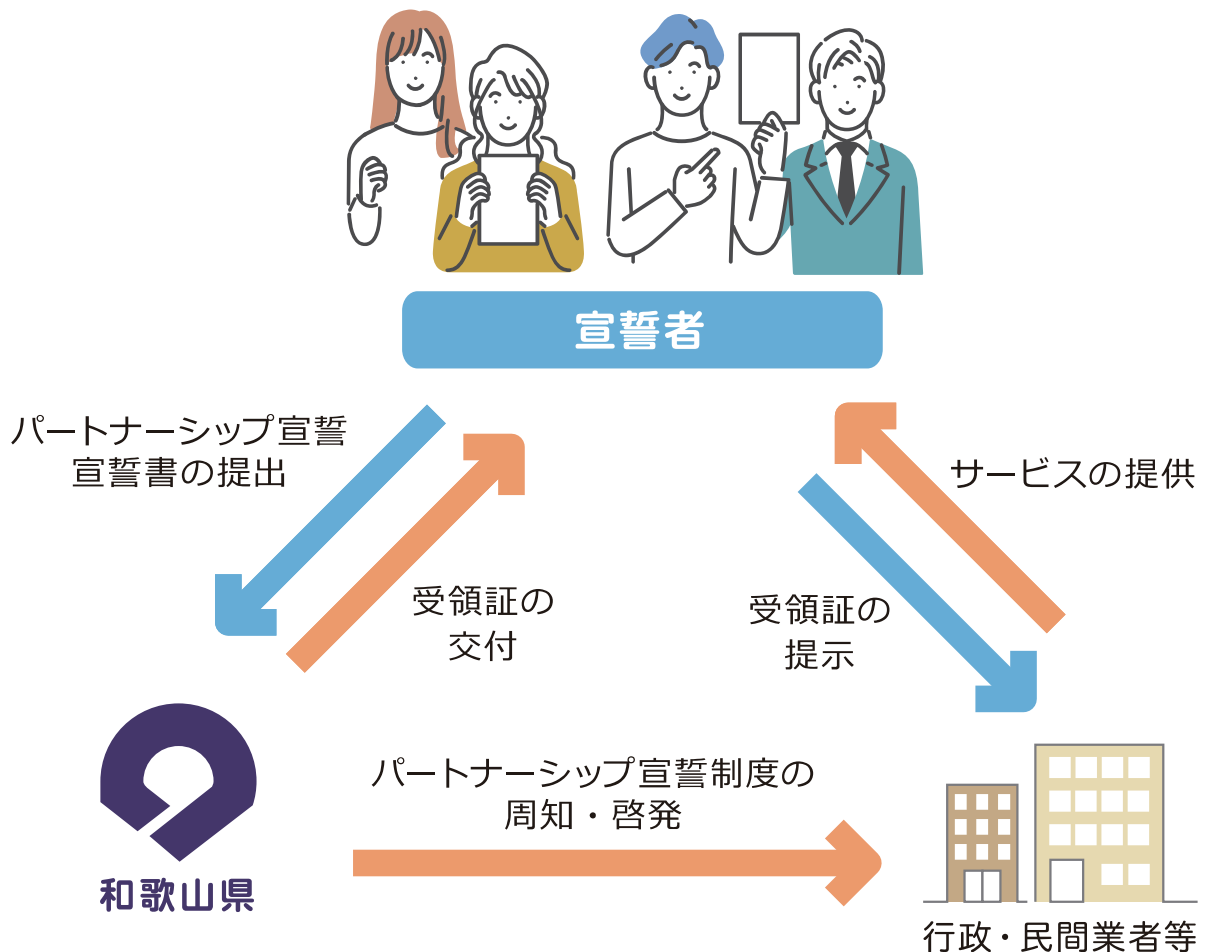 宣誓者
パートナーシップ宣誓
宣誓書の提出
サービスの提供
受領証の
交付
受領証の
提示
パートナーシップ宣誓制度の
周知・啓発
和歌山県
行政・民間業者等